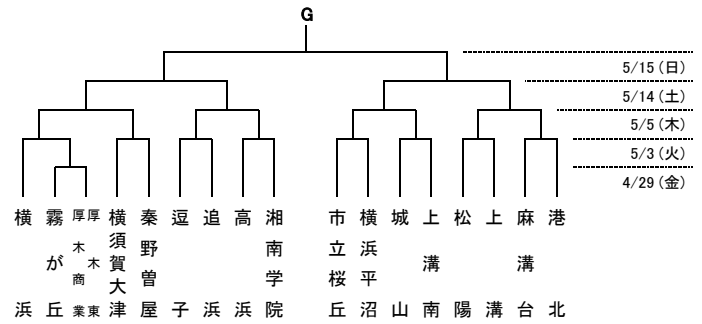 G
5/15(日)
5/14(土)
5/5(木)
5/3(火)
4/29(金)
横浜
霧が丘
厚木商業
厚木東
横須賀大津
秦野曽屋
逗子
追浜
高浜
湘南学院
市立桜丘
横浜平沼
城山
上溝南
松陽
上溝
麻溝台
港北